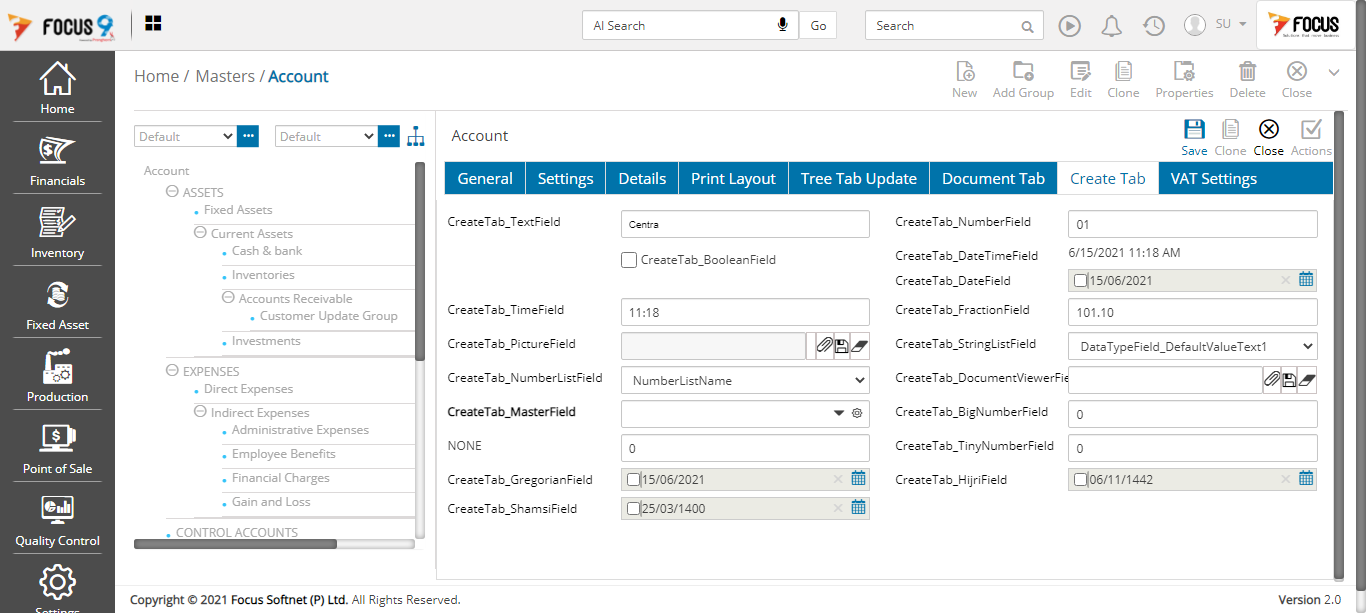 FOCUS 9
AI Search
Go
Search
SU
FOCUS
Home
Financials
Inventory
Fixed Asset
Production
Point of Sale
Quality Control
Settings
Home / Masters / Account
New
Add Group
Edit
Clone
Properties
Delete
Close
Default
Default
Account
ASSETS
Fixed Assets
Current Assets
Cash & bank
Inventories
Accounts Receivable
Customer Update Group
Investments
EXPENSES
Direct Expenses
Indirect Expenses
Administrative Expenses
Employee Benefits
Financial Charges
Gain and Loss
CONTROL ACCOUNTS
Account
Save
Clone
Close
Actions
General
Settings
Details
Print Layout
Tree Tab Update
Document Tab
Create Tab
VAT Settings
CreateTab_TextField
Centra
CreateTab_NumberField
01
CreateTab_BooleanField
CreateTab_DateTimeField
6/15/2021 11:18 AM
CreateTab_DateField
15/06/2021
CreateTab_TimeField
11:18
CreateTab_FractionField
101.10
CreateTab_PictureField
CreateTab_StringListField
DataTypeField_DefaultValueText1
CreateTab_NumberListField
NumberListName
CreateTab_DocumentViewerFie
CreateTab_MasterField
CreateTab_BigNumberField
0
NONE
0
CreateTab_TinyNumberField
0
CreateTab_GregorianField
15/06/2021
CreateTab_HijriField
06/11/1442
CreateTab_ShamsiField
25/03/1400
Copyright © 2021 Focus Softnet (P) Ltd. All Rights Reserved.
Version 2.0